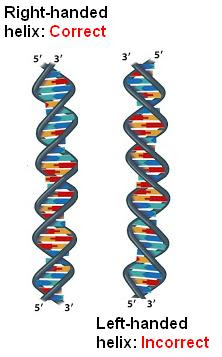 Right-handed
helix: Correct
5' 3'
3' 5'
5' 3'
5' 3'
Left-handed
helix: Incorrect